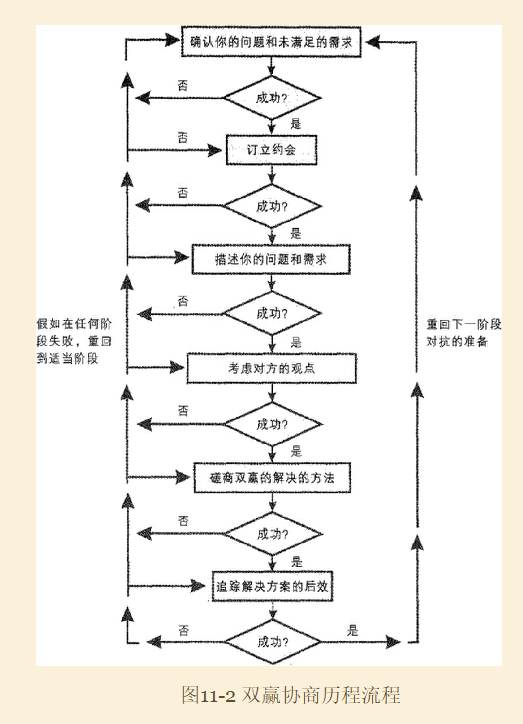 确认你的问题和未满足的需求
否
成功?
是
否
订立约会
否
成功?
是
描述你的问题和需求
否
成功?
是
假如在任何阶
段失败，重回
到适当阶段
重回下一阶段
对抗的准备
考虑对方的观点
否
成功?
是
磋商双赢的解决的方法
否
成功?
是
追踪解决方案的后效
否
成功?
是
图11-2 双赢协商历程流程